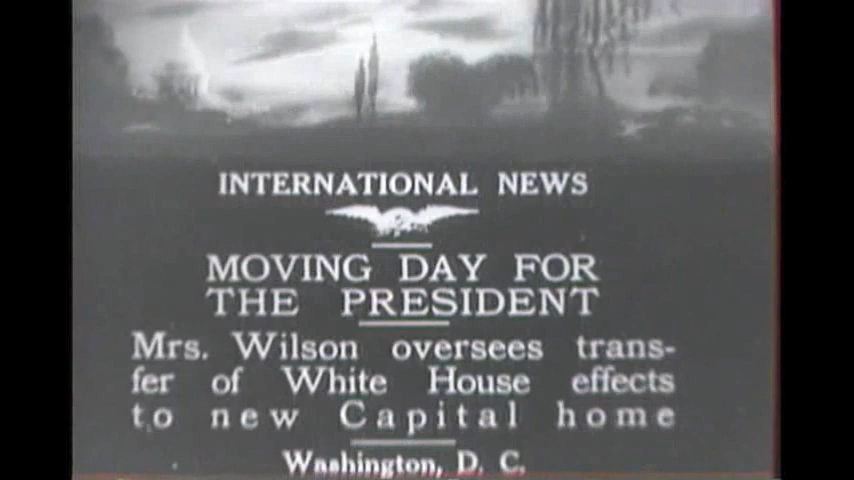 INTERNATIONAL NEWS
MOVING DAY FOR
THE PRESIDENT
Mrs. Wilson oversees trans-
fer of White House effects
to new Capital home
Washington, D. C.